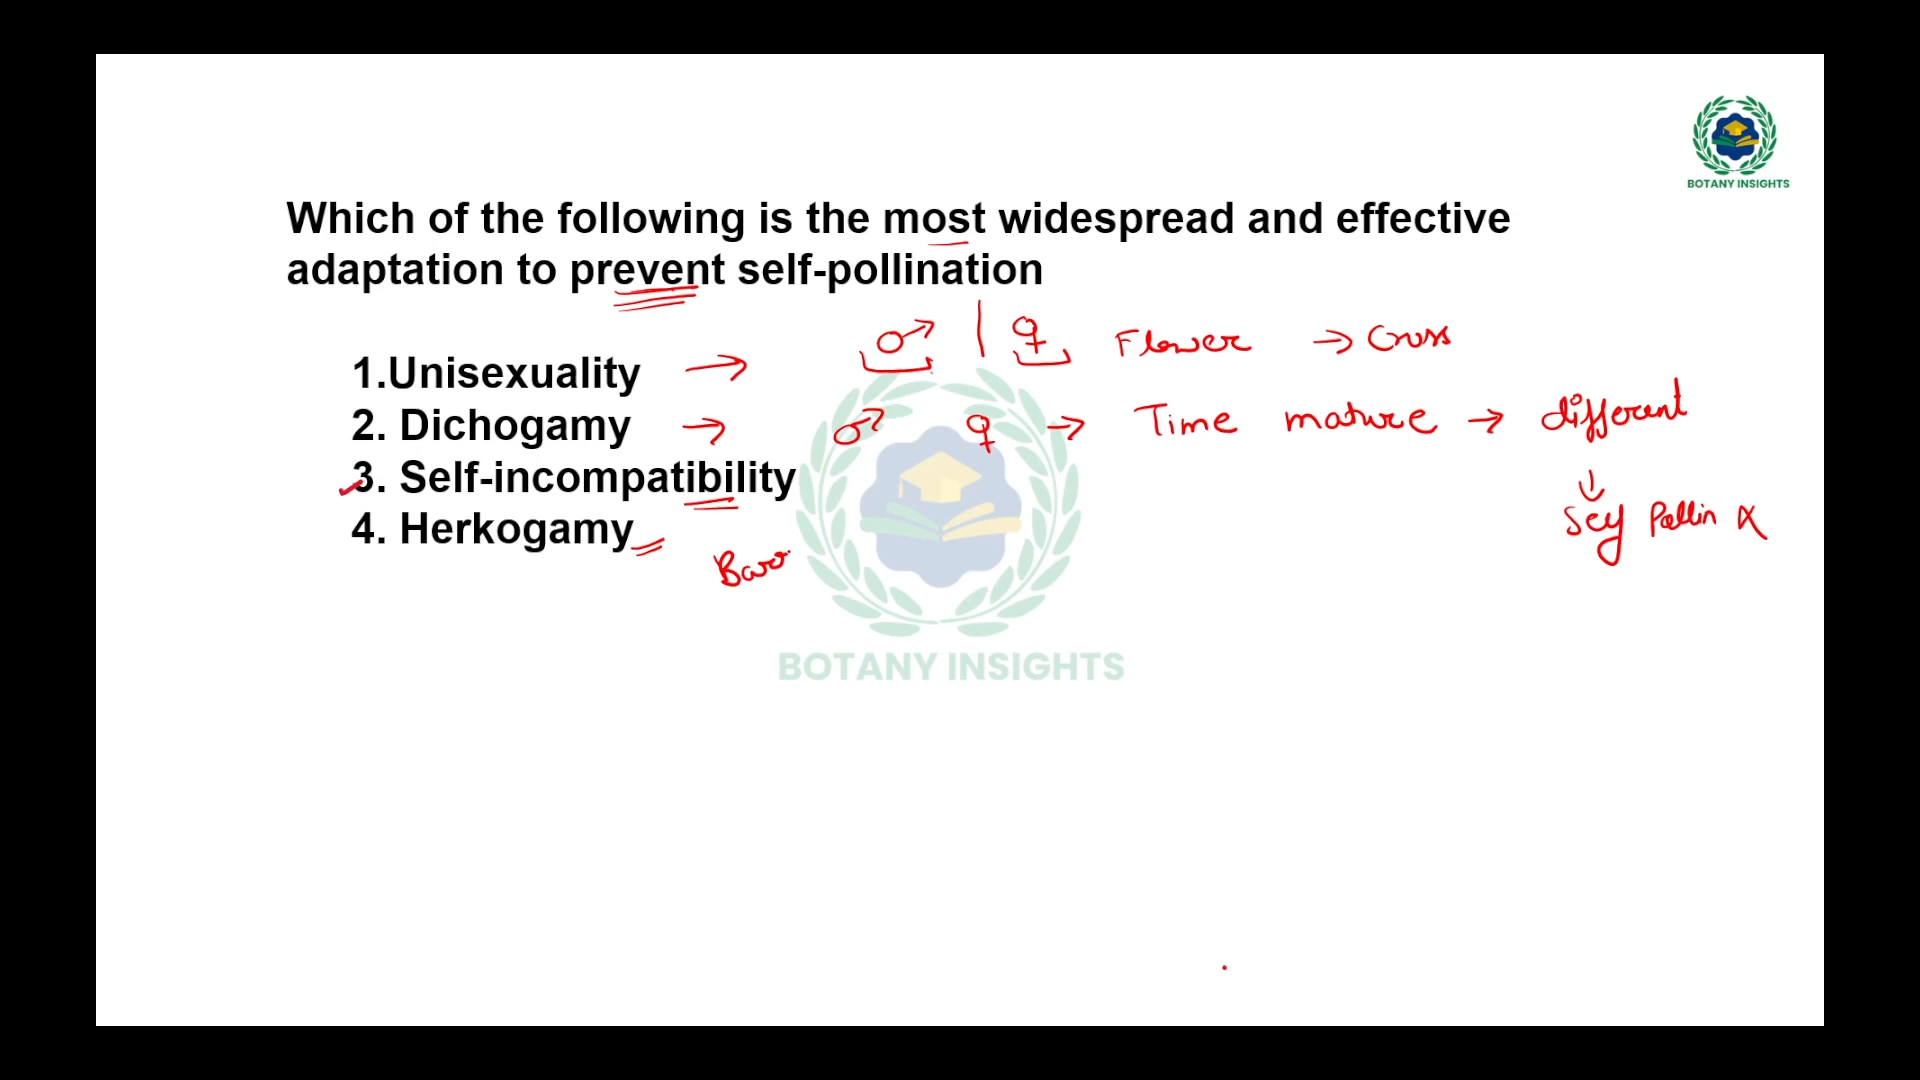 BOTANY INSIGHTS
Which of the following is the most widespread and effective
adaptation to prevent self-pollination
♂ | ♀ Flower → Cross
1.Unisexuality →
2. Dichogamy → ♂ ♀ → Time mature → different
3. Self-incompatibility
Pollin
4. Herkogamy
Barr
BOTANY INSIGHTS